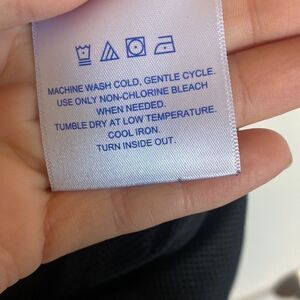 MACHINE WASH COLD, GENTLE CYCLE.
USE ONLY NON-CHLORINE BLEACH
WHEN NEEDED.
TUMBLE DRY AT LOW TEMPERATURE.
COOL IRON.
TURN INSIDE OUT.